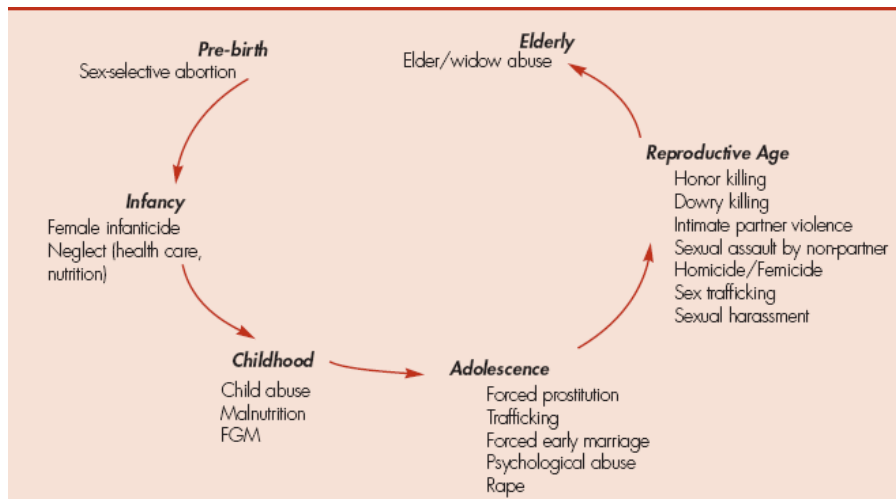 Pre-birth
Sex-selective abortion
Infancy
Female infanticide
Neglect (health care,
nutrition)
Childhood
Child abuse
Malnutrition
FGM
Adolescence
Forced prostitution
Trafficking
Forced early marriage
Psychological abuse
Rape
Reproductive Age
Honor killing
Dowry killing
Intimate partner violence
Sexual assault by non-partner
Homicide/Femicide
Sex trafficking
Sexual harassment
Elderly
Elder/widow abuse